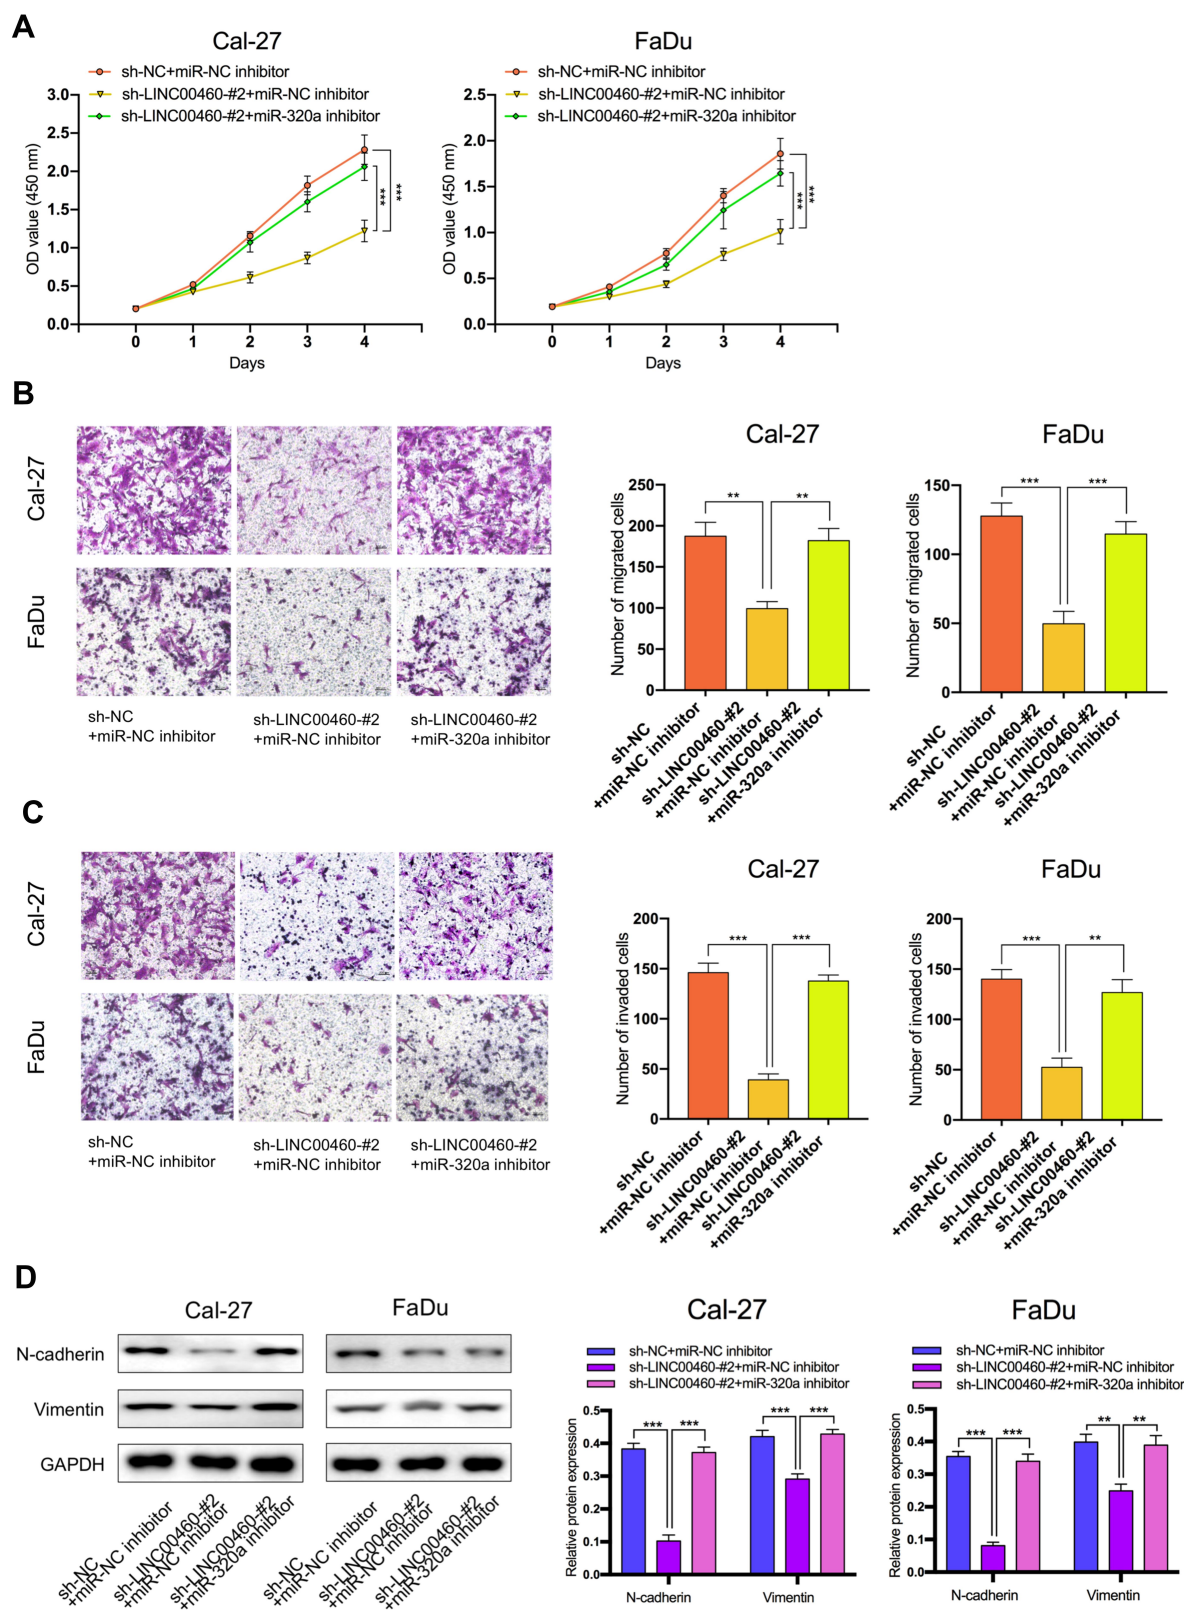 A
Cal-27
sh-NC+miR-NC inhibitor
sh-LINC00460-#2+miR-NC inhibitor
sh-LINC00460-#2+miR-320a inhibitor
OD value (450 nm)
3.0
2.5
2.0
1.5
1.0
0.5
0.0
***
***
0 1 2 3 4
Days
FaDu
sh-NC+miR-NC inhibitor
sh-LINC00460-#2+miR-NC inhibitor
sh-LINC00460-#2+miR-320a inhibitor
OD value (450 nm)
2.5
2.0
1.5
1.0
0.5
0.0
***
***
0 1 2 3 4
Days
B
Cal-27
FaDu
sh-NC
+miR-NC inhibitor
sh-LINC00460-#2
+miR-NC inhibitor
sh-LINC00460-#2
+miR-320a inhibitor
Cal-27
Number of migrated cells
250
200
150
100
50
0
** **
sh-NC
+miR-NC inhibitor
sh-LINC00460-#2
+miR-NC inhibitor
sh-LINC00460-#2
+miR-320a inhibitor
FaDu
Number of migrated cells
150
100
50
0
*** ***
sh-NC
+miR-NC inhibitor
sh-LINC00460-#2
+miR-NC inhibitor
sh-LINC00460-#2
+miR-320a inhibitor
C
Cal-27
FaDu
sh-NC
+miR-NC inhibitor
sh-LINC00460-#2
+miR-NC inhibitor
sh-LINC00460-#2
+miR-320a inhibitor
Cal-27
Number of invaded cells
200
150
100
50
0
*** ***
sh-NC
+miR-NC inhibitor
sh-LINC00460-#2
+miR-NC inhibitor
sh-LINC00460-#2
+miR-320a inhibitor
FaDu
Number of invaded cells
200
150
100
50
0
*** **
sh-NC
+miR-NC inhibitor
sh-LINC00460-#2
+miR-NC inhibitor
sh-LINC00460-#2
+miR-320a inhibitor
D
Cal-27
FaDu
N-cadherin
Vimentin
GAPDH
sh-NC
+miR-NC inhibitor
sh-LINC00460-#2
+miR-NC inhibitor
sh-LINC00460-#2
+miR-320a inhibitor
sh-NC
+miR-NC inhibitor
sh-LINC00460-#2
+miR-NC inhibitor
sh-LINC00460-#2
+miR-320a inhibitor
Cal-27
sh-NC+miR-NC inhibitor
sh-LINC00460-#2+miR-NC inhibitor
sh-LINC00460-#2+miR-320a inhibitor
Relative protein expression
0.5
0.4
0.3
0.2
0.1
0.0
*** *** *** ***
N-cadherin Vimentin
FaDu
sh-NC+miR-NC inhibitor
sh-LINC00460-#2+miR-NC inhibitor
sh-LINC00460-#2+miR-320a inhibitor
Relative protein expression
0.5
0.4
0.3
0.2
0.1
0.0
*** *** ** **
N-cadherin Vimentin